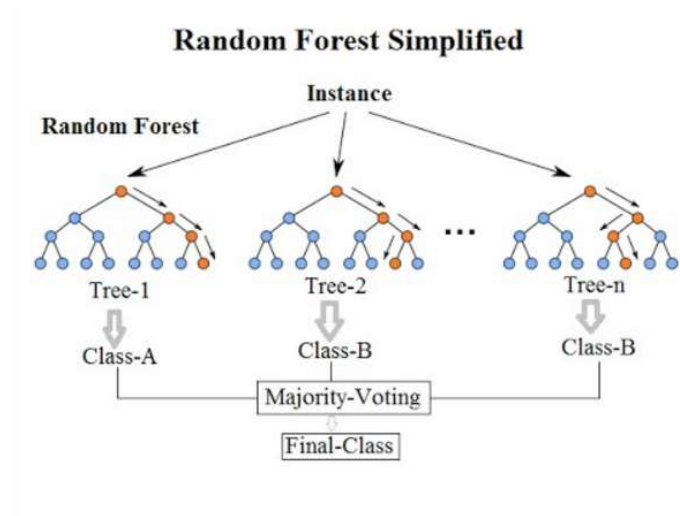 Random Forest Simplified
Instance
Random Forest
...
Tree-1
Tree-2
Tree-n
Class-A
Class-B
Class-B
Majority-Voting
Final-Class